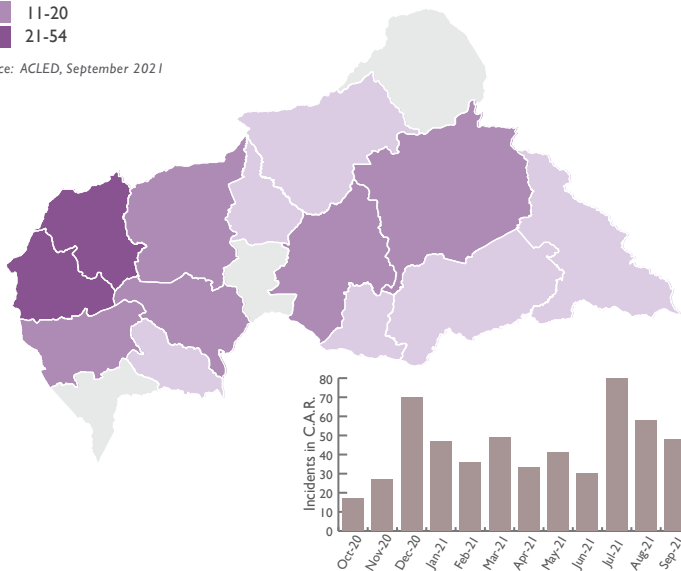 11-20
21-54
ce: ACLED, September 2021
Incidents in C.A.R.
80
70
60
50
40
30
20
10
0
Oct-20
Nov-20
Dec-20
Jan-21
Feb-21
Mar-21
Apr-21
May-21
Jun-21
Jul-21
Aug-21
Sep-21